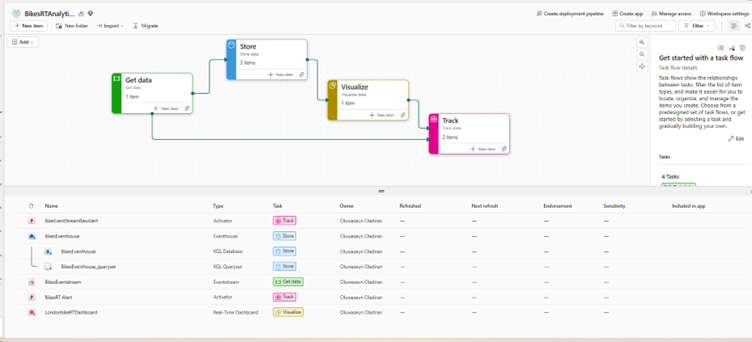 BikesRTAnalyti...
Create deployment pipeline
Create app
Manage access
Workspace settings
New item
New folder
Import
Migrate
Filter by keyword
Filter
Add
Get data
Get data
1 item
New item
Store
Store data
3 items
New item
Visualize
Visualize data
1 item
New item
Track
Track data
2 items
New item
Get started with a task flow
Task flow details
Task flows show the relationships
between tasks, filter the list of
item types, and make it easier for you to
locate, organize, and manage the
items you create. Choose from a
predesigned set of task flows, or get
started by selecting a task and
gradually building your own.
Edit
Tasks
4 Tasks
Name Type Task Owner Refreshed Next refresh Endorsement Sensitivity Included in app
BikeEventStreamRawAlert Activator Track Oluwaseun Oladiran — — — —
BikesEventhouse Eventhouse Store Oluwaseun Oladiran — — — —
BikesEventhouse KQL Database Store Oluwaseun Oladiran — — — —
BikesEventhouse_queryset KQL Queryset Store Oluwaseun Oladiran — — — —
BikesEventstream Eventstream Get data Oluwaseun Oladiran — — — —
BikesRT Alert Activator Track Oluwaseun Oladiran — — — —
LondonbikeRTDashboard Real-Time Dashboard Visualize Oluwaseun Oladiran — — — —